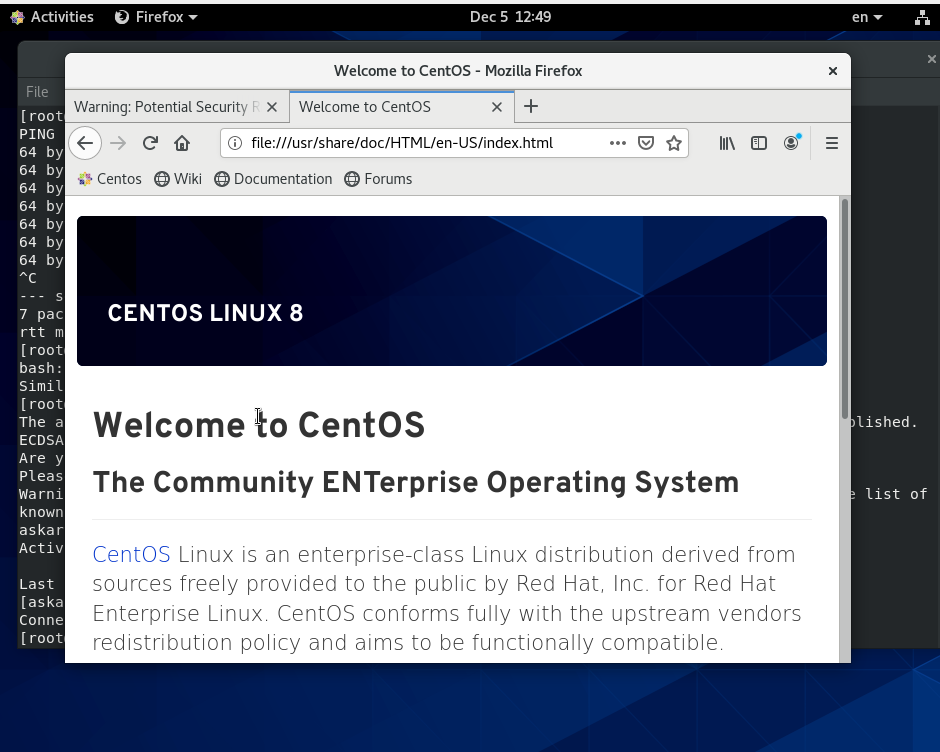 Activities Firefox Dec 5 12:49 en
File
Welcome to CentOS - Mozilla Firefox
Warning: Potential Security Welcome to CentOS
file:///usr/share/doc/HTML/en-US/index.html
Centos Wiki Documentation Forums
CENTOS LINUX 8
Welcome to CentOS
The Community ENTerprise Operating System
CentOS Linux is an enterprise-class Linux distribution derived from
sources freely provided to the public by Red Hat, Inc. for Red Hat
Enterprise Linux. CentOS conforms fully with the upstream vendors
redistribution policy and aims to be functionally compatible.
[root
PING
64 by
64 by
64 by
64 by
64 by
64 by
64 by
^C
--- s
7 pac
rtt m
[root
bash:
Simil
[root
The a blished.
ECDSA
Are y
Pleas
Warni e list of
known
askar
Activ
Last
[aska
Conne
[root